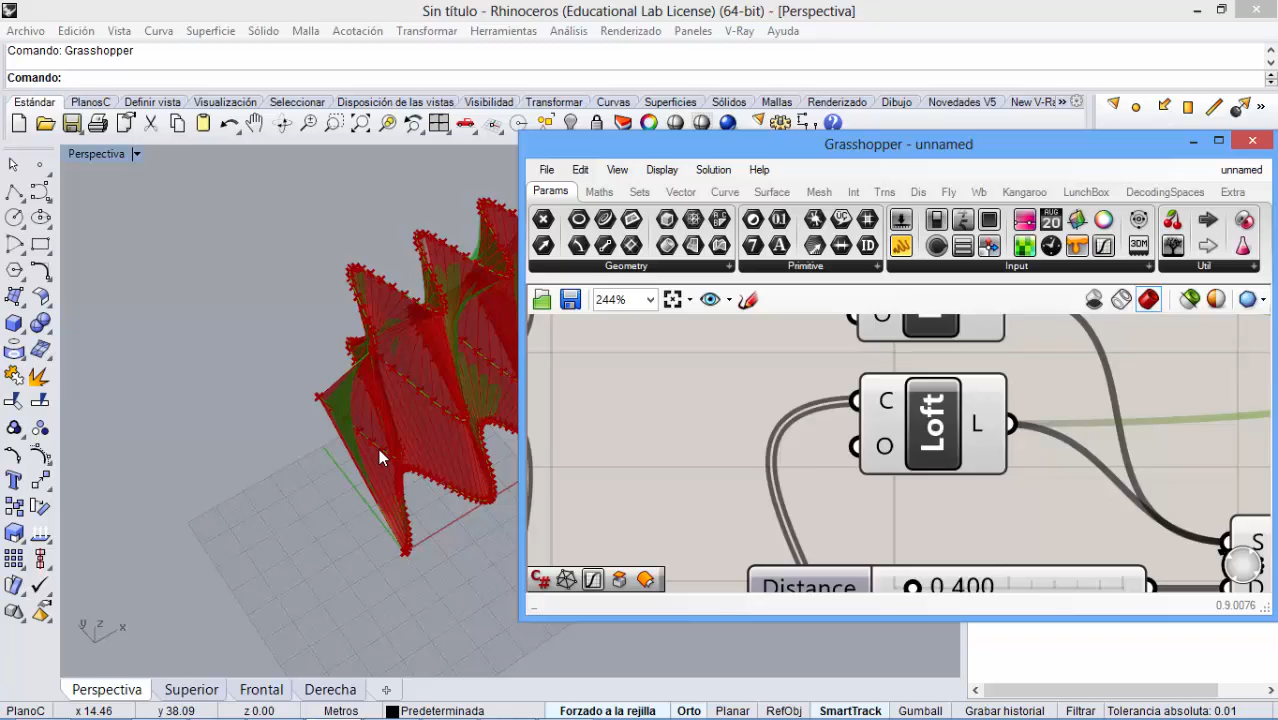 Sin título - Rhinoceros (Educational Lab License) (64-bit) - [Perspectiva]
Archivo Edición Vista Curva Superficie Sólido Malla Acotación Transformar Herramientas Análisis Renderizado Paneles V-Ray Ayuda
Comando: Grasshopper
Comando:
Estándar PlanosC Definir vista Visualización Seleccionar Disposición de las vistas Visibilidad Transformar Curvas Superficies Sólidos Mallas Renderizado Dibujo Novedades V5 New V-Ra
Perspectiva
Grasshopper - unnamed
File Edit View Display Solution Help unnamed
Params Maths Sets Vector Curve Surface Mesh Int Trns Dis Fly Wb Kangaroo LunchBox DecodingSpaces Extra
AUG 20
ID
3DM
Geometry Primitive Input Util
244%
C
O
Loft
L
S
D
Distance 0.400
C#
0.9.0076
y z x
Perspectiva Superior Frontal Derecha
PlanoC x 14.46 y 38.09 z 0.00 Metros Predeterminada Forzado a la rejilla Orto Planar RefObj SmartTrack Gumball Grabar historial Filtrar Tolerancia absoluta: 0.01